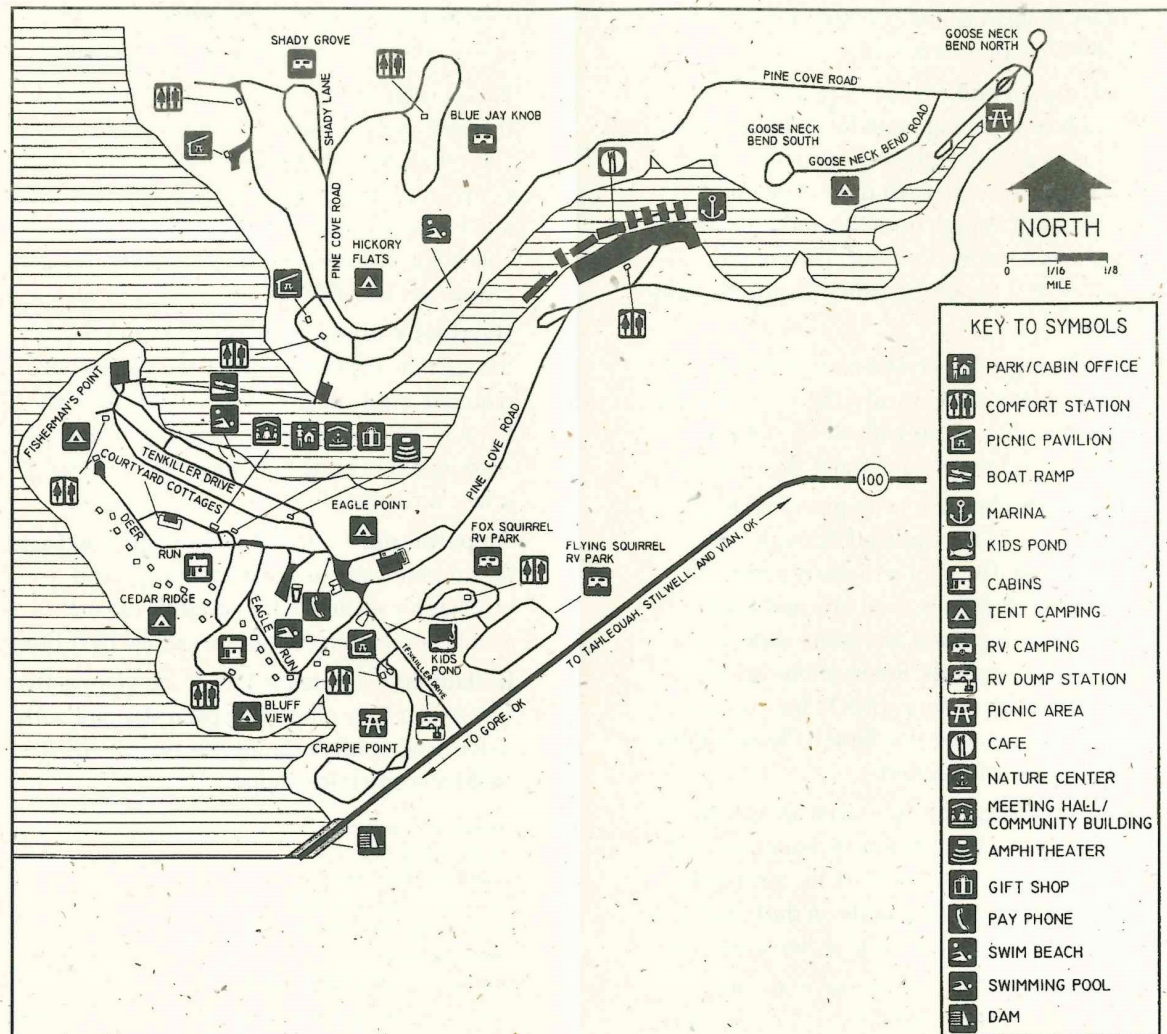 GOOSE NECK
BEND NORTH
SHADY GROVE
PINE COVE ROAD
SHADY LANE
BLUE JAY KNOB
GOOSE NECK
BEND SOUTH
GOOSE NECK BEND ROAD
NORTH
0 1/16 1/8
MILE
PINE COVE ROAD
HICKORY
FLATS
FISHERMAN'S POINT
TENKILLER DRIVE
COURTYARD COTTAGES
PINE COVE ROAD
100
EAGLE POINT
DEER
RUN
FOX SQUIRREL
RV PARK
FLYING SQUIRREL
RV PARK
TO TAHLEQUAH, STILWELL, AND VIAN, OK
CEDAR RIDGE
EAGLE
RUN
KIDS
POND
TENKILLER DRIVE
BLUFF
VIEW
CRAPPIE POINT
TO GORE, OK
KEY TO SYMBOLS
PARK/CABIN OFFICE
COMFORT STATION
PICNIC PAVILION
BOAT RAMP
MARINA
KIDS POND
CABINS
TENT CAMPING
RV CAMPING
RV DUMP STATION
PICNIC AREA
CAFE
NATURE CENTER
MEETING HALL/
COMMUNITY BUILDING
AMPHITHEATER
GIFT SHOP
PAY PHONE
SWIM BEACH
SWIMMING POOL
DAM